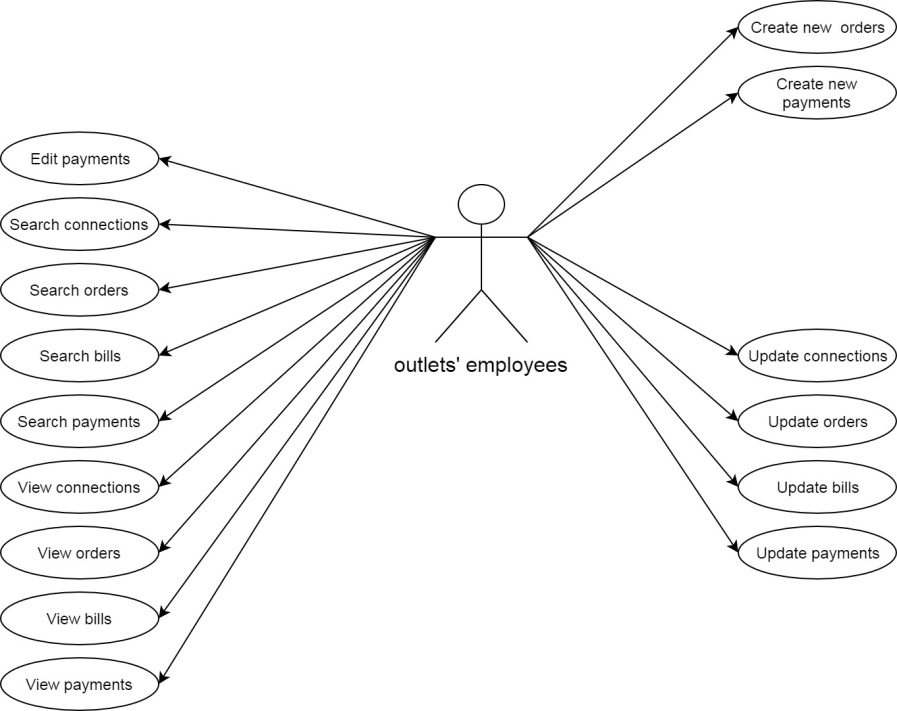 Create new  orders
Create new
payments
Edit payments
Search connections
Search orders
Search bills
Search payments
View connections
View orders
View bills
View payments
outlets' employees
Update connections
Update orders
Update bills
Update payments